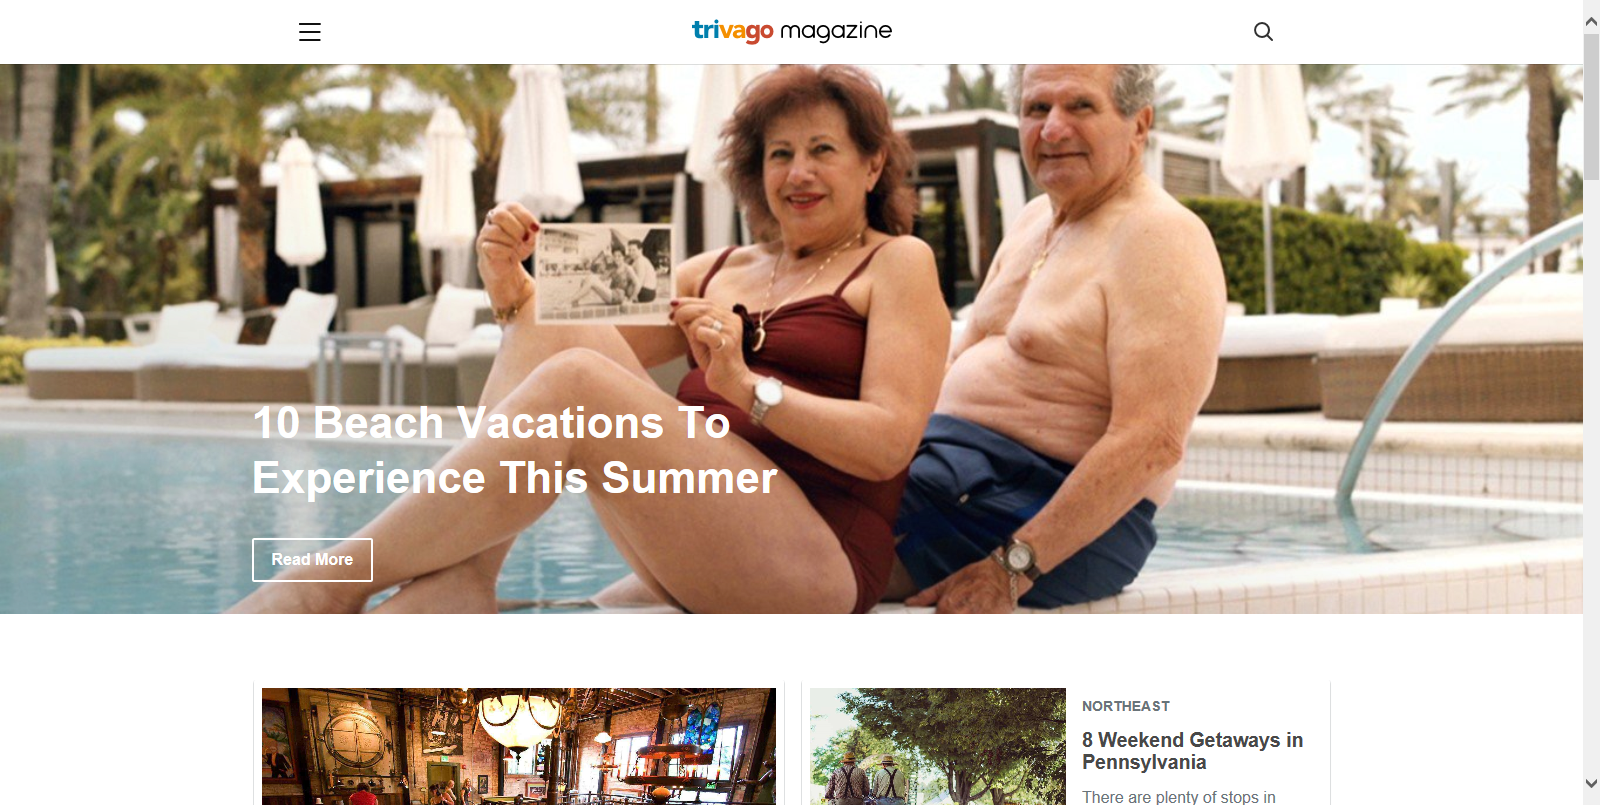 trivago magazine
10 Beach Vacations To
Experience This Summer
Read More
NORTHEAST
8 Weekend Getaways in
Pennsylvania
There are plenty of stops in